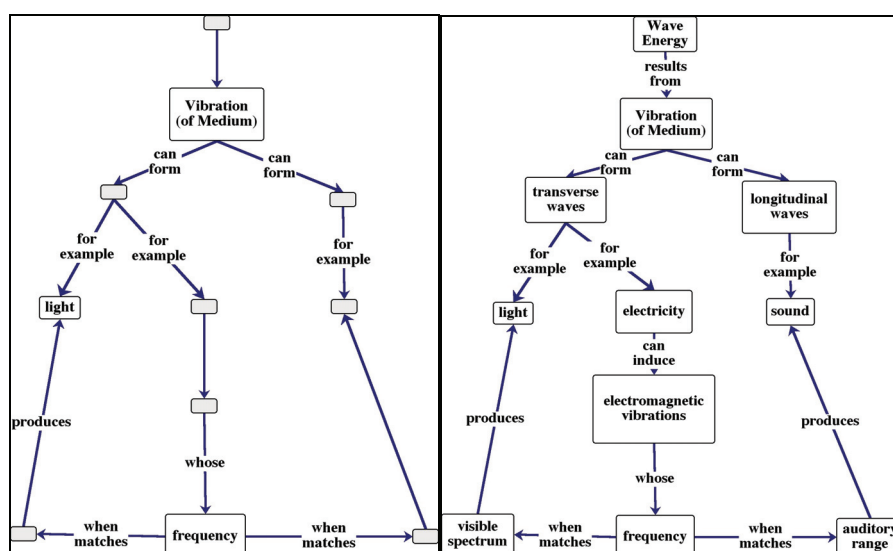 Vibration
(of Medium)
can
form
can
form
for
example
for
example
for
example
light
produces
whose
when
matches
frequency
when
matches
Wave
Energy
results
from
Vibration
(of Medium)
can
form
can
form
transverse
waves
longitudinal
waves
for
example
for
example
for
example
light
electricity
sound
can
induce
electromagnetic
vibrations
produces
produces
whose
visible
spectrum
when
matches
frequency
when
matches
auditory
range